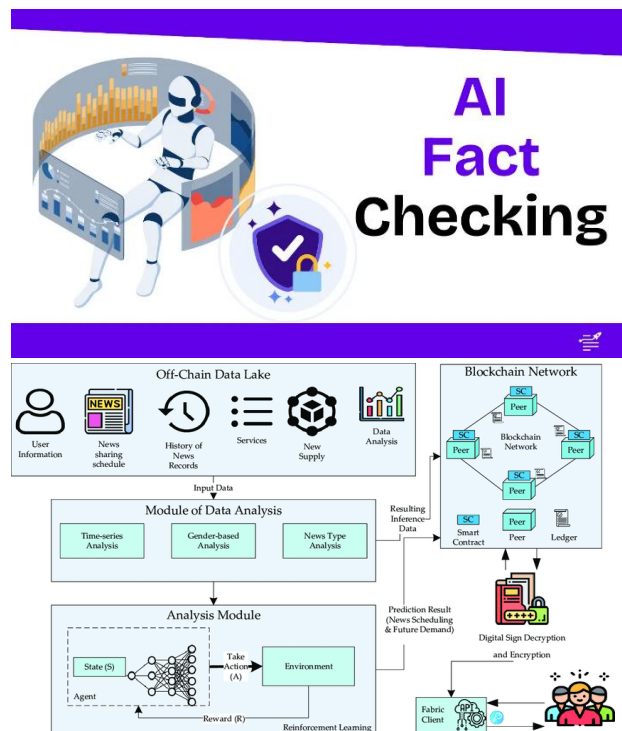 AI
Fact
Checking
Off-Chain Data Lake
NEWS
User
Information
News
sharing
schedule
History of
News
Records
Services
New
Supply
Data
Analysis
Input Data
Module of Data Analysis
Time-series
Analysis
Gender-based
Analysis
News Type
Analysis
Resulting
Inference
Data
Blockchain Network
SC
Peer
SC
Peer
Blockchain
Network
SC
Peer
SC
Peer
SC
Smart
Contract
Peer
Peer
Ledger
Analysis Module
State (S)
Agent
Take
Action
(A)
Environment
Reward (R)
Reinforcement Learning
Prediction Result
(News Scheduling
& Future Demand)
Digital Sign Decryption
and Encryption
Fabric
Client
API